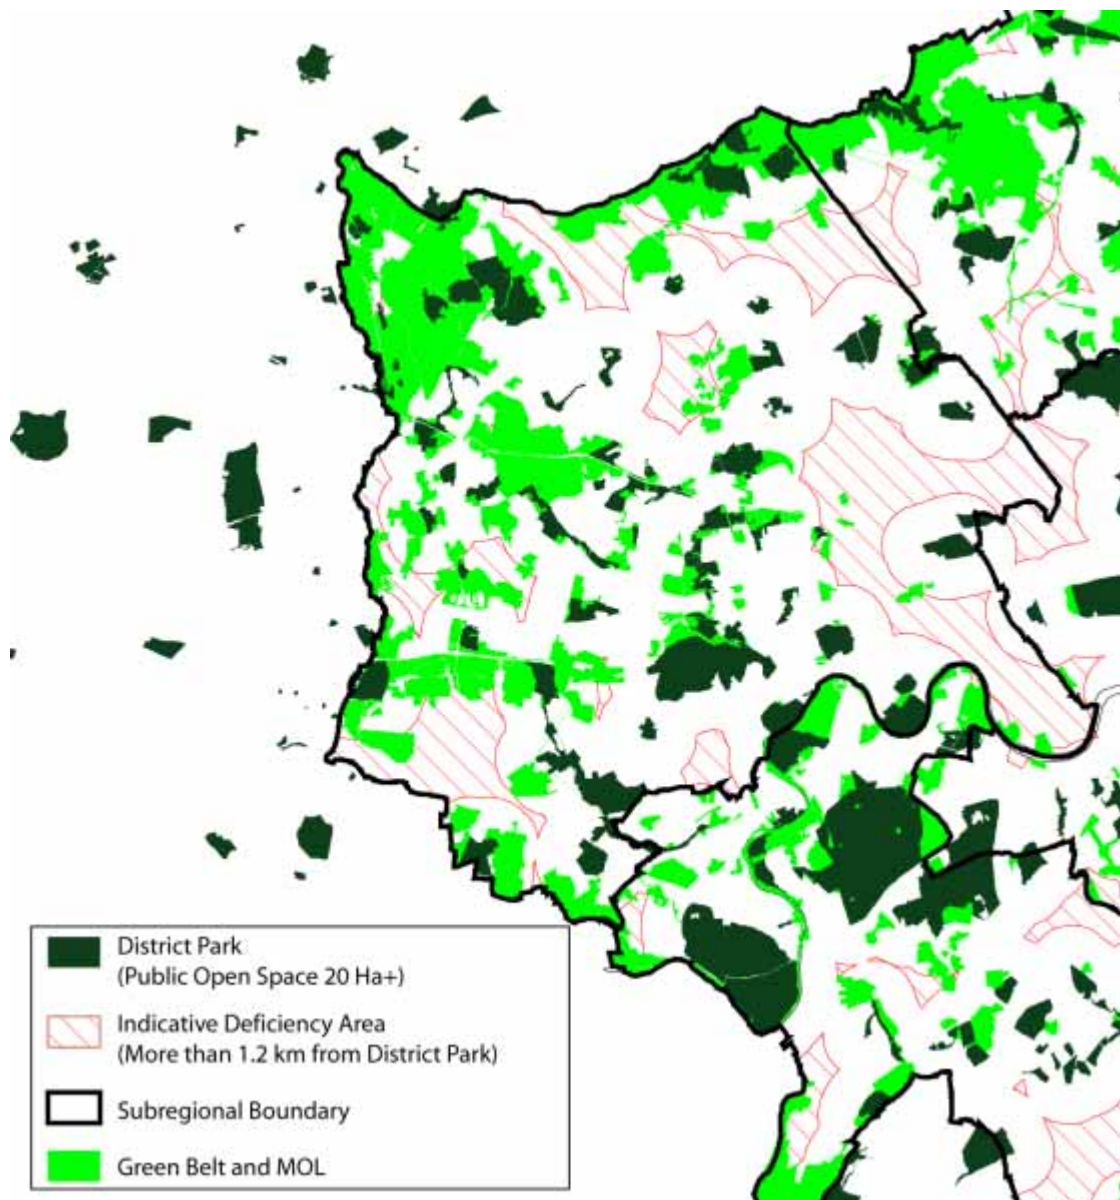 District Park
(Public Open Space 20 Ha+)
Indicative Deficiency Area
(More than 1.2 km from District Park)
Subregional Boundary
Green Belt and MOL